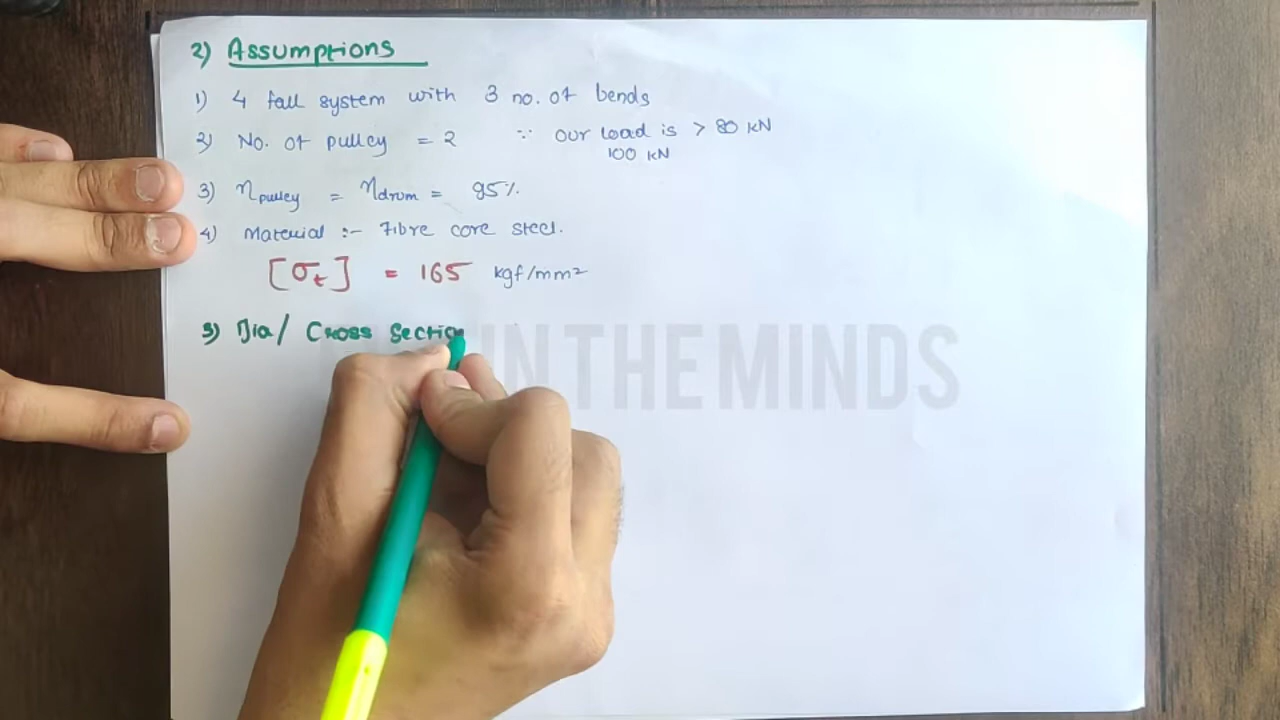 2) Assumptions
1) 4 fall system with 3 no. of bends
2) No. of pulley = 2 ∵ our load is > 80 kN
100 kN
3) ηpulley = ηdrum = 95%.
4) Material :- Fibre core steel.
[σt] = 165 kgf/mm²
3) Dia/ Cross Section
IN THE MINDS